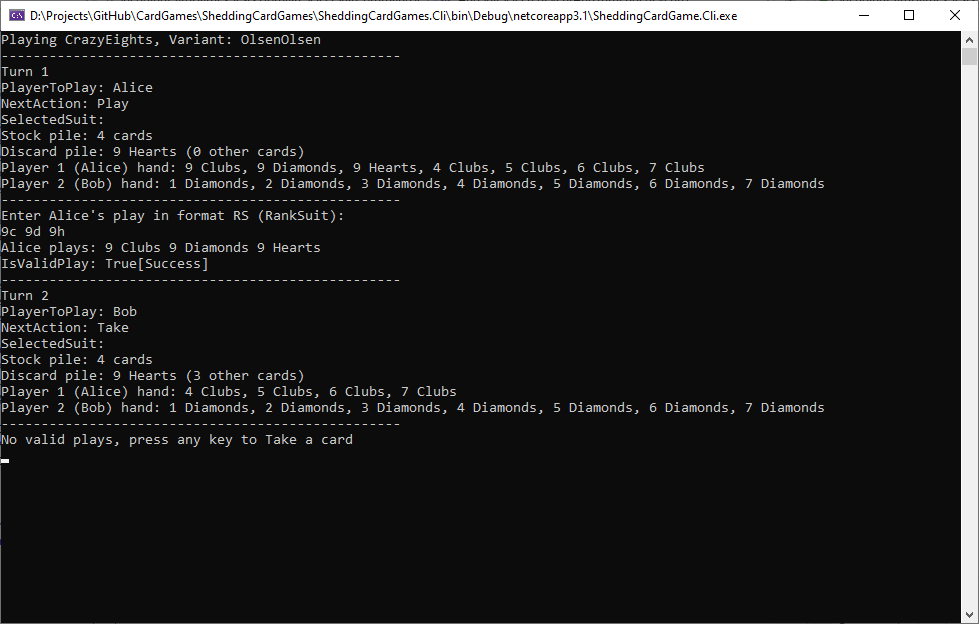 D:\Projects\GitHub\CardGames\SheddingCardGames\SheddingCardGames.Cli\bin\Debug\netcoreapp3.1\SheddingCardGame.Cli.exe
Playing CrazyEights, Variant: OlsenOlsen
--------------------------------------------------
Turn 1
PlayerToPlay: Alice
NextAction: Play
SelectedSuit:
Stock pile: 4 cards
Discard pile: 9 Hearts (0 other cards)
Player 1 (Alice) hand: 9 Clubs, 9 Diamonds, 9 Hearts, 4 Clubs, 5 Clubs, 6 Clubs, 7 Clubs
Player 2 (Bob) hand: 1 Diamonds, 2 Diamonds, 3 Diamonds, 4 Diamonds, 5 Diamonds, 6 Diamonds, 7 Diamonds
--------------------------------------------------
Enter Alice's play in format RS (RankSuit):
9c 9d 9h
Alice plays: 9 Clubs 9 Diamonds 9 Hearts
IsValidPlay: True[Success]
--------------------------------------------------
Turn 2
PlayerToPlay: Bob
NextAction: Take
SelectedSuit:
Stock pile: 4 cards
Discard pile: 9 Hearts (3 other cards)
Player 1 (Alice) hand: 4 Clubs, 5 Clubs, 6 Clubs, 7 Clubs
Player 2 (Bob) hand: 1 Diamonds, 2 Diamonds, 3 Diamonds, 4 Diamonds, 5 Diamonds, 6 Diamonds, 7 Diamonds
--------------------------------------------------
No valid plays, press any key to Take a card